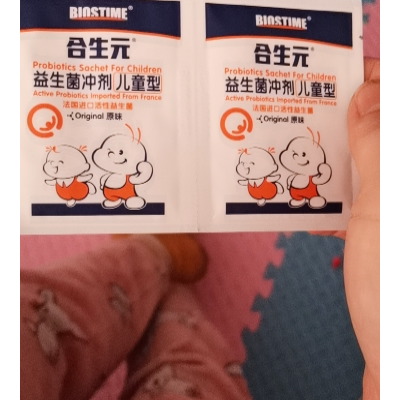 BIOSTIME®
合生元®
Probiotics Sachet For Children
益生菌冲剂 儿童型
Active Probiotics Imported From France
法国进口活性益生菌
Original 原味
BIOSTIME®
合生元®
Probiotics Sachet For Children
益生菌冲剂 儿童型
Active Probiotics Imported From France
法国进口活性益生菌
Original 原味